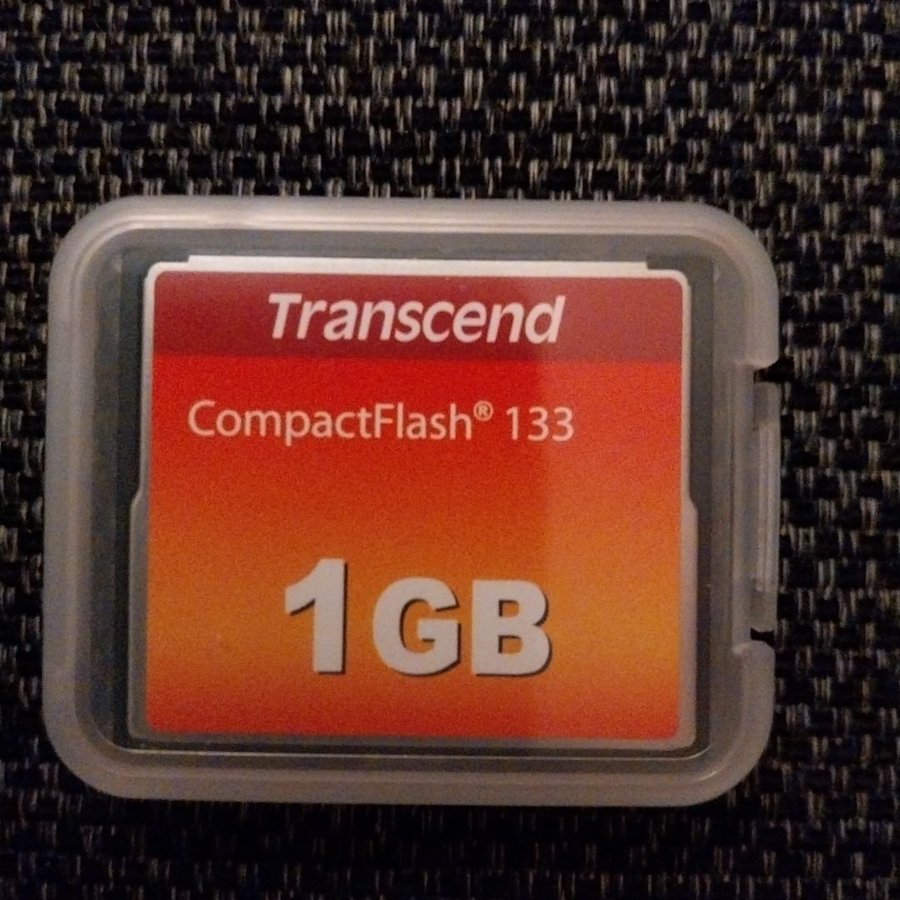 Transcend
CompactFlash® 133
1GB